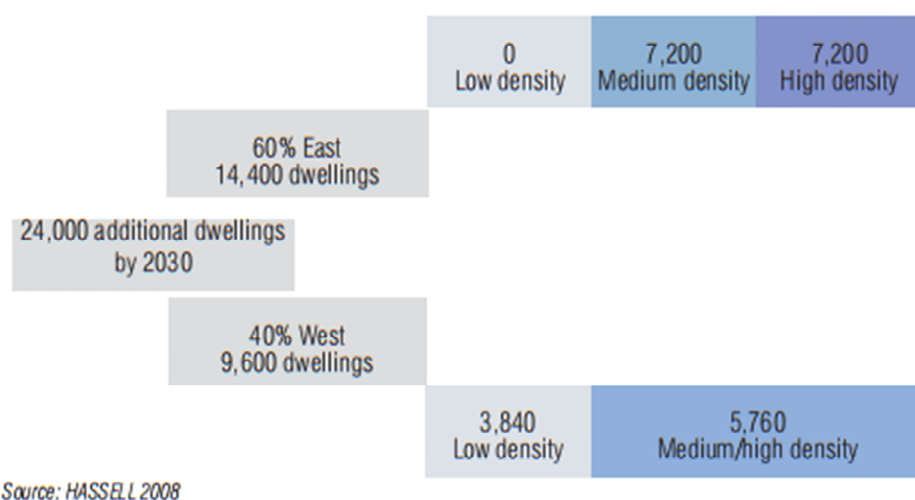 0
Low density
7,200
Medium density
7,200
High density
60% East
14,400 dwellings
24,000 additional dwellings
by 2030
40% West
9,600 dwellings
3,840
Low density
5,760
Medium/high density
Source: HASSELL 2008